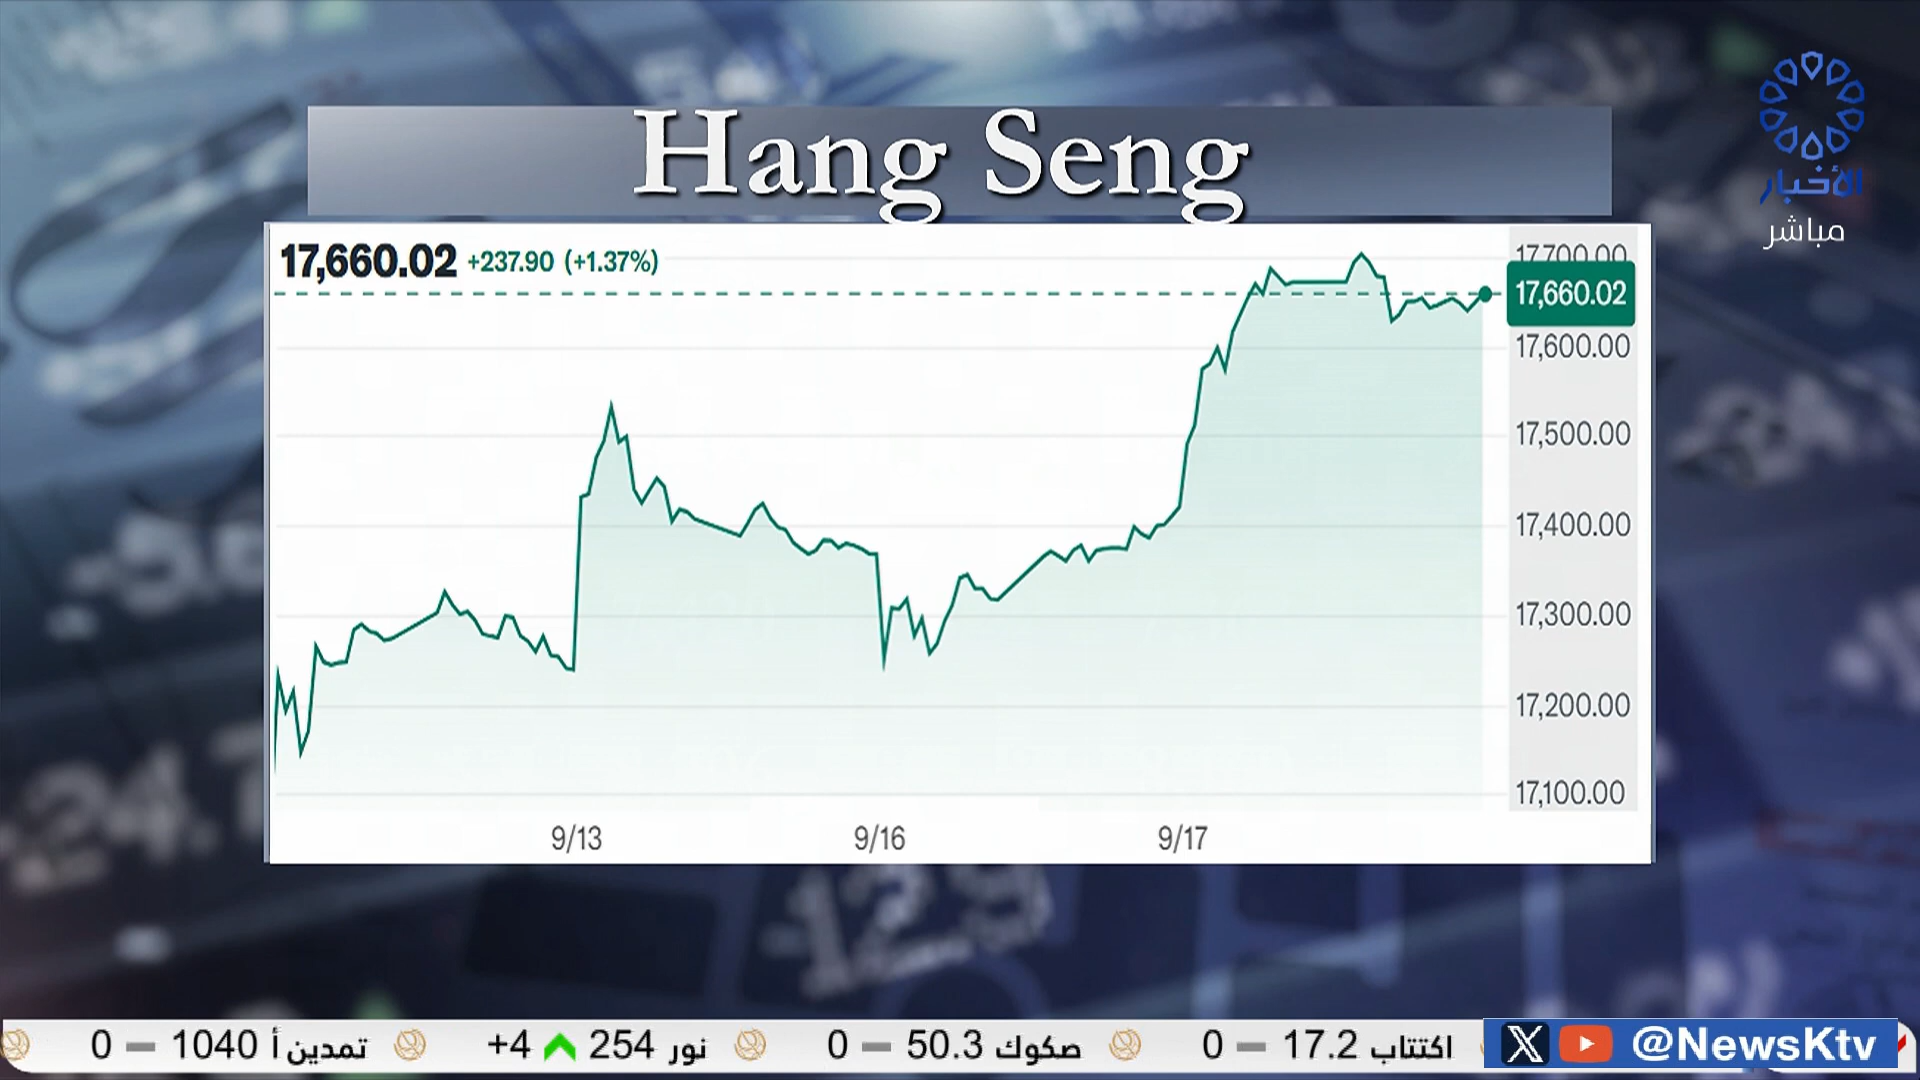 Hang Seng
الأخبار
مباشر
17,660.02 +237.90 (+1.37%)
17,700.00
17,660.02
17,600.00
17,500.00
17,400.00
17,300.00
17,200.00
17,100.00
9/13 9/16 9/17
اكتتاب 17.2 0
صكوك 50.3 0
نور 254 +4
تمدين أ 1040 0
@NewsKtv